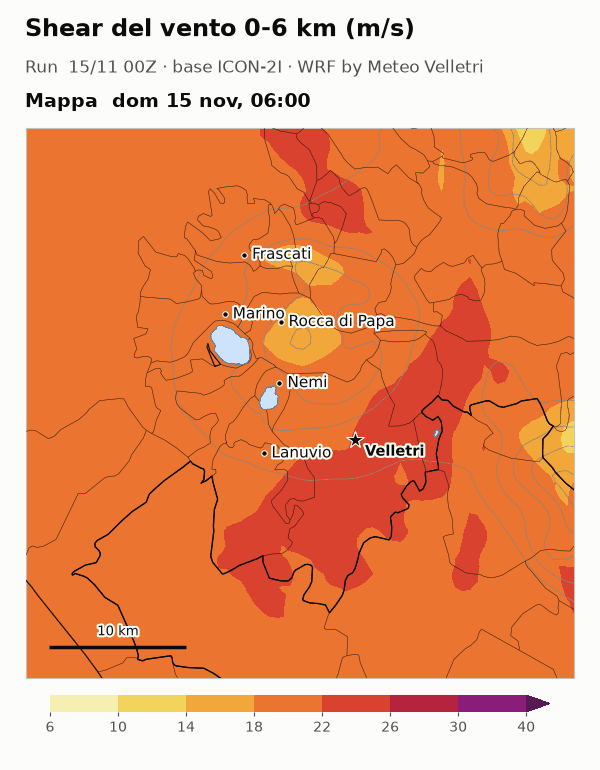 Shear del vento 0-6 km (m/s)
Run 15/11 00Z · base ICON-2I · WRF by Meteo Velletri
Mappa dom 15 nov, 06:00
Frascati
Marino
Rocca di Papa
Nemi
Velletri
Lanuvio
10 km
6 10 14 18 22 26 30 40